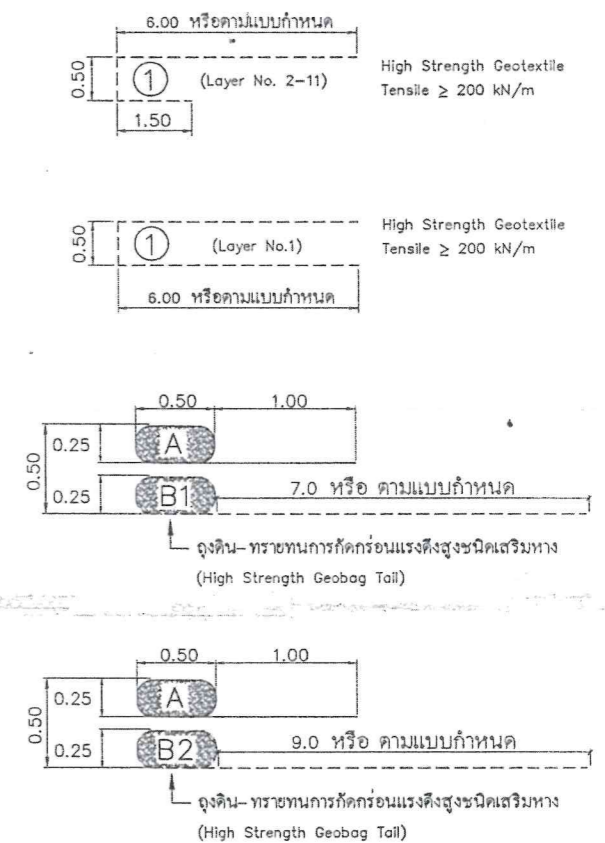 6.00 หรือตามแบบกำหนด
0.50
1
(Layer No. 2-11)
High Strength Geotextile
Tensile ≥ 200 kN/m
1.50
0.50
1
(Layer No.1)
High Strength Geotextile
Tensile ≥ 200 kN/m
6.00 หรือตามแบบกำหนด
0.50
1.00
0.50
0.25
A
0.25
B1
7.0 หรือ ตามแบบกำหนด
ถุงดิน-ทรายทนการกัดกร่อนแรงดึงสูงชนิดเสริมหาง
(High Strength Geobag Tail)
0.50
1.00
0.50
0.25
A
0.25
B2
9.0 หรือ ตามแบบกำหนด
ถุงดิน-ทรายทนการกัดกร่อนแรงดึงสูงชนิดเสริมหาง
(High Strength Geobag Tail)